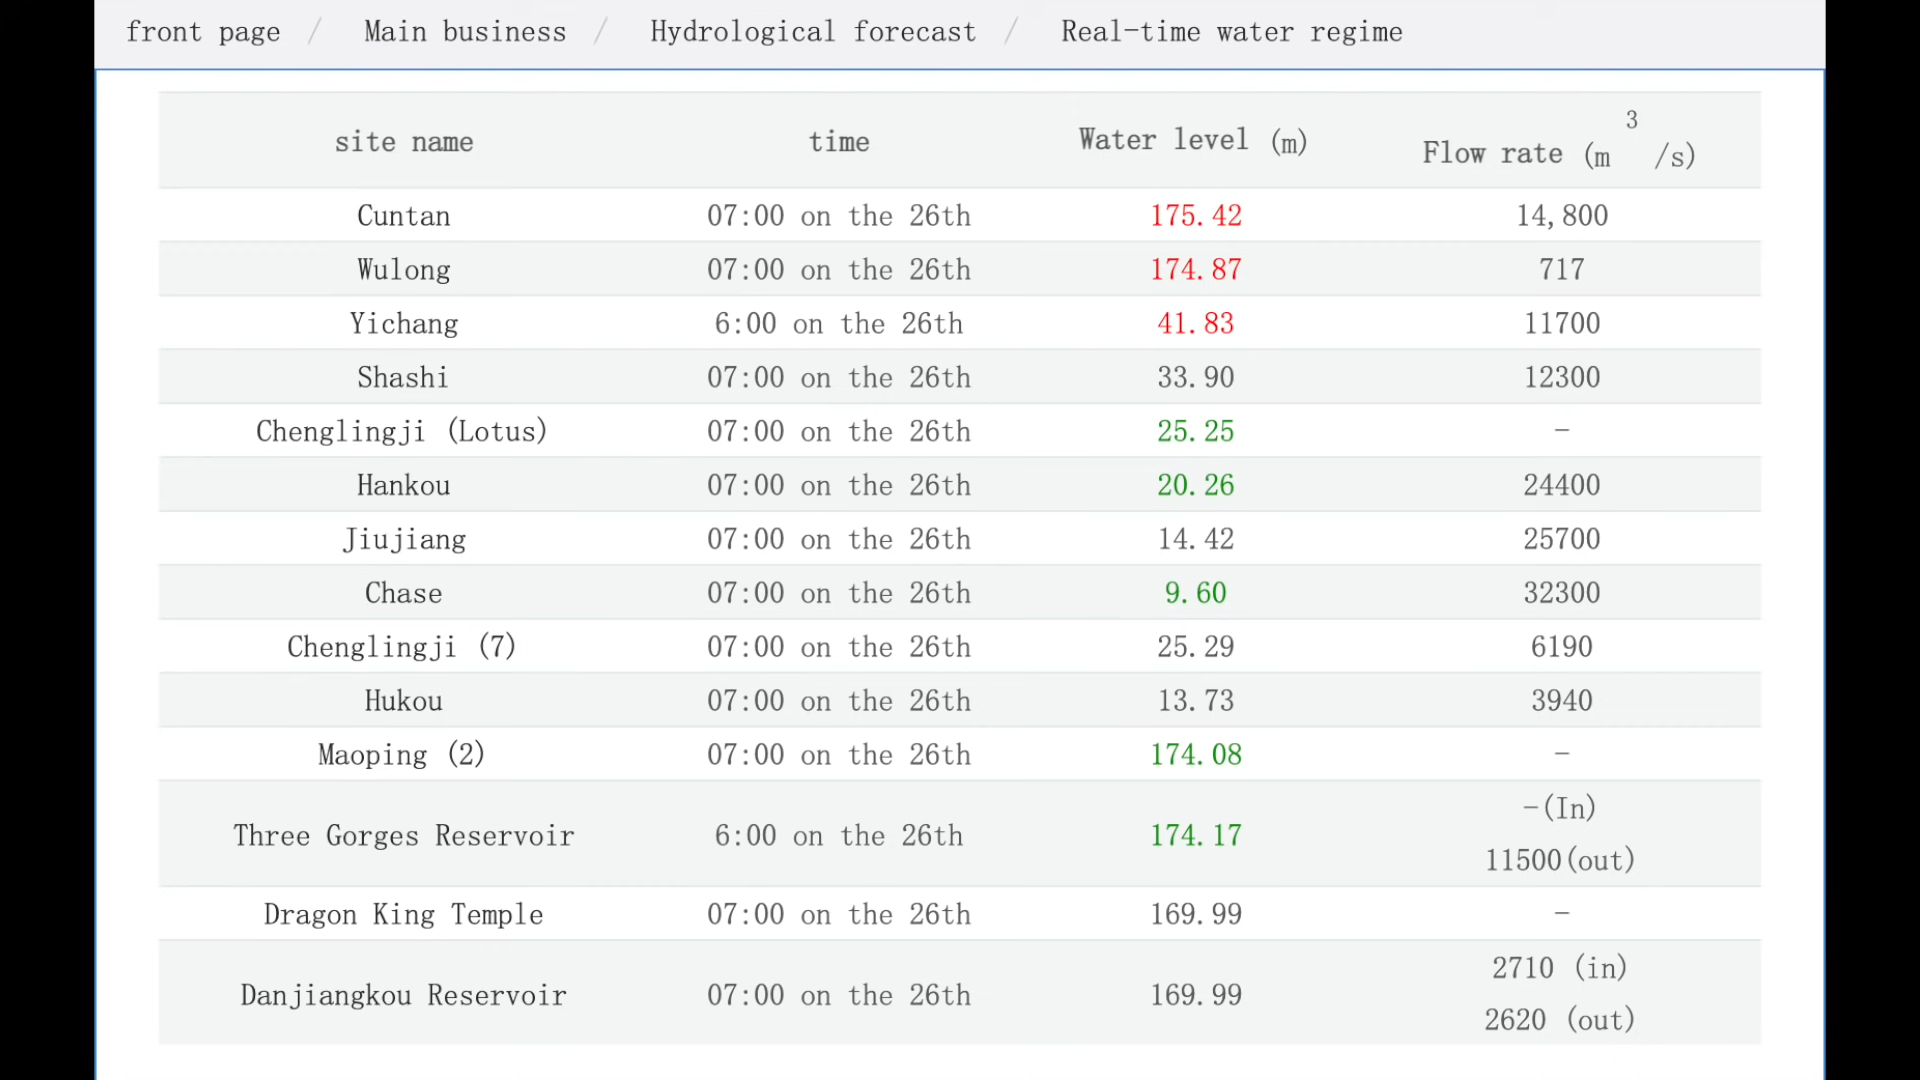 front page / Main business / Hydrological forecast / Real-time water regime
site name time Water level (m) Flow rate (m³/s)
Cuntan 07:00 on the 26th 175.42 14,800
Wulong 07:00 on the 26th 174.87 717
Yichang 6:00 on the 26th 41.83 11700
Shashi 07:00 on the 26th 33.90 12300
Chenglingji (Lotus) 07:00 on the 26th 25.25 -
Hankou 07:00 on the 26th 20.26 24400
Jiujiang 07:00 on the 26th 14.42 25700
Chase 07:00 on the 26th 9.60 32300
Chenglingji (7) 07:00 on the 26th 25.29 6190
Hukou 07:00 on the 26th 13.73 3940
Maoping (2) 07:00 on the 26th 174.08 -
Three Gorges Reservoir 6:00 on the 26th 174.17 -(In)
11500(out)
Dragon King Temple 07:00 on the 26th 169.99 -
Danjiangkou Reservoir 07:00 on the 26th 169.99 2710 (in)
2620 (out)